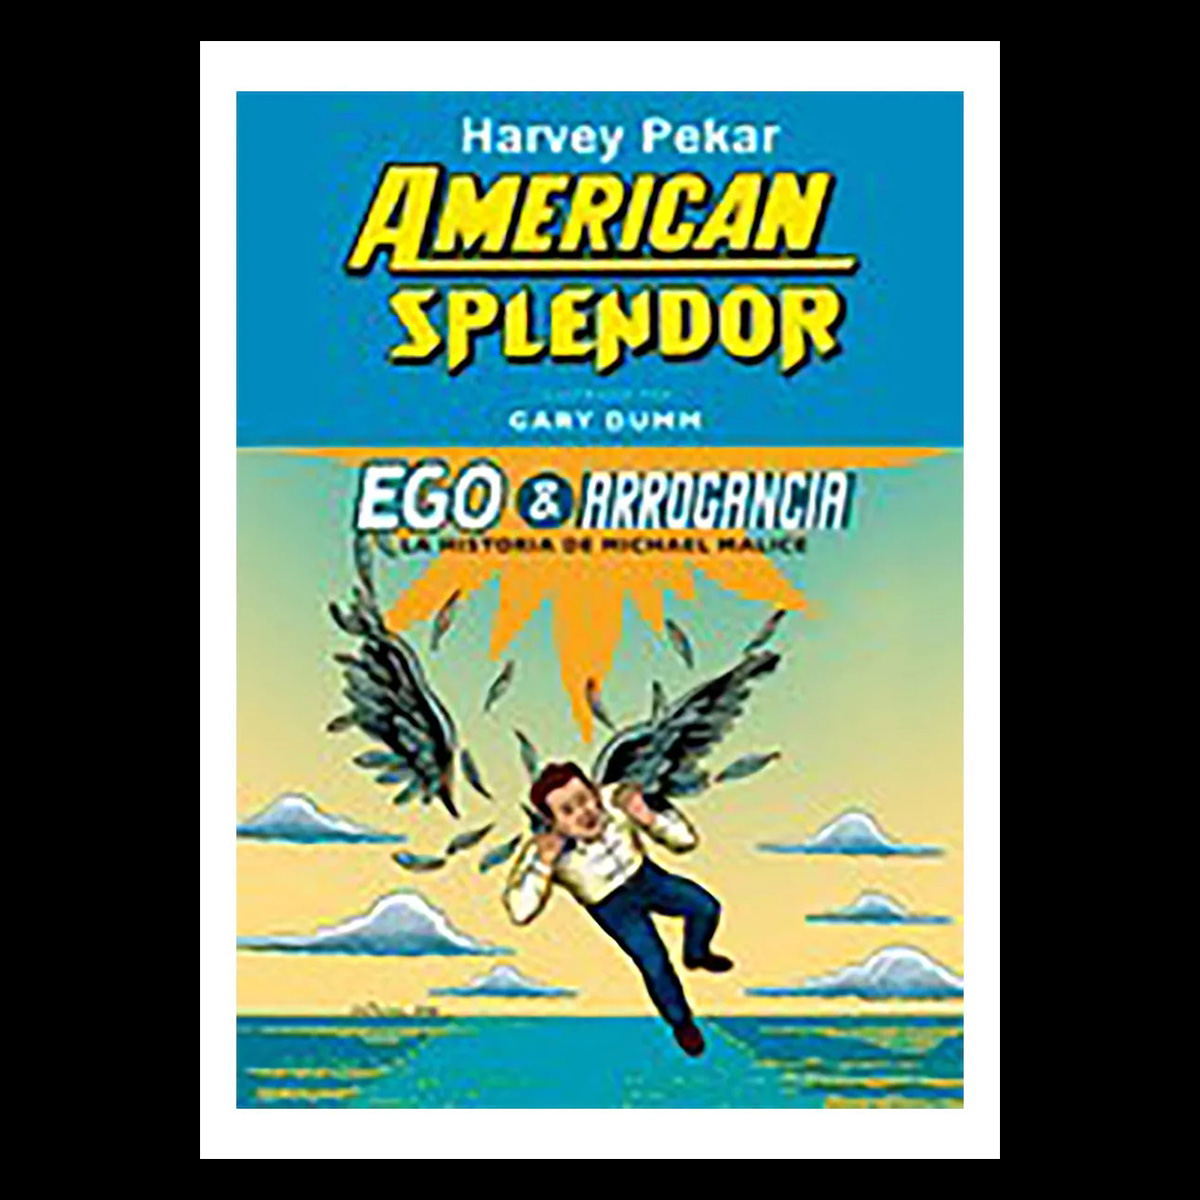 Harvey Pekar
AMERICAN
SPLENDOR
GARY DUMM
EGO & ARROGANCIA
LA HISTORIA DE MICHAEL MALICE